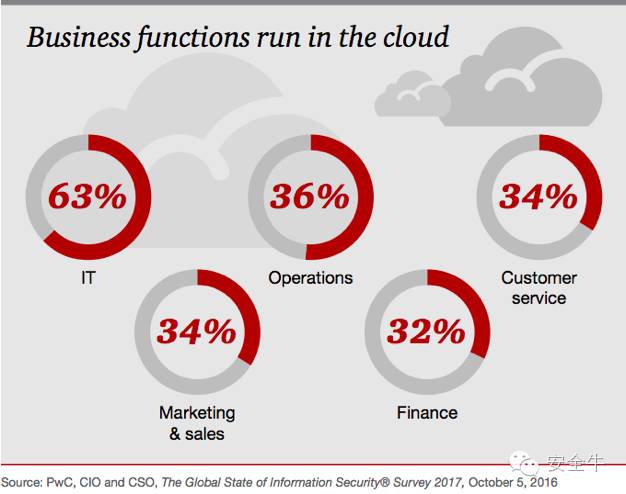 Business functions run in the cloud
63%
IT
36%
Operations
34%
Customer
service
34%
Marketing
& sales
32%
Finance
安全牛
Source: PwC, CIO and CSO, The Global State of Information Security® Survey 2017, October 5, 2016